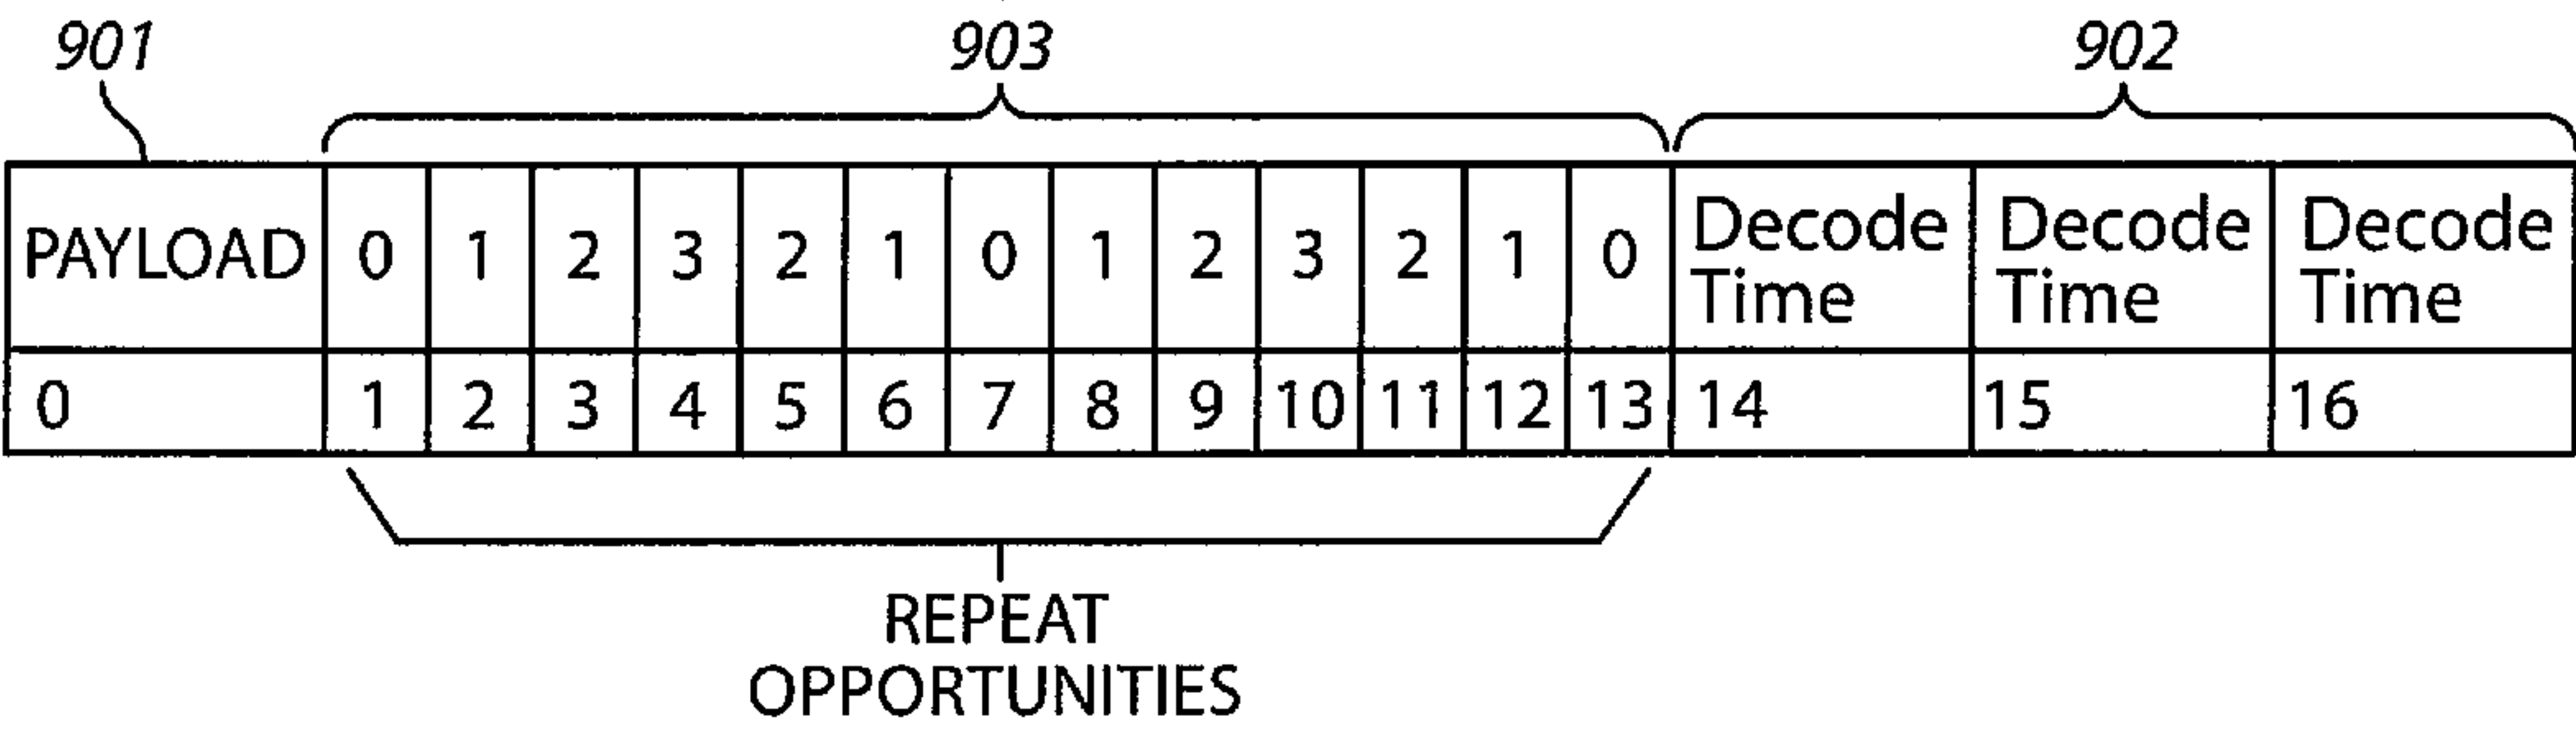 901 903 902
PAYLOAD 0 1 2 3 2 1 0 1 2 3 2 1 0 Decode Time Decode Time Decode Time
0 1 2 3 4 5 6 7 8 9 10 11 12 13 14 15 16
REPEAT
OPPORTUNITIES